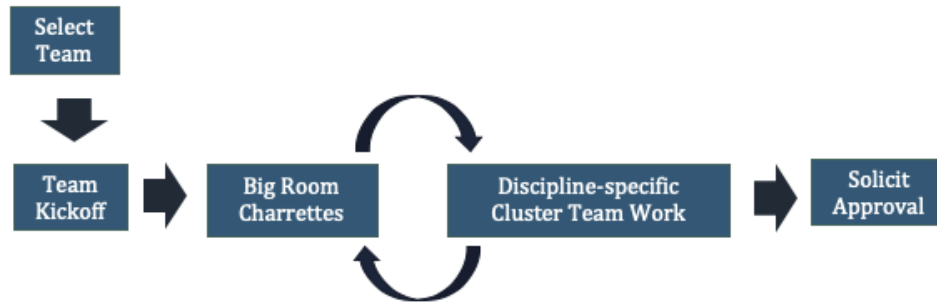 Select
Team
Team
Kickoff
Big Room
Charrettes
Discipline-specific
Cluster Team Work
Solicit
Approval